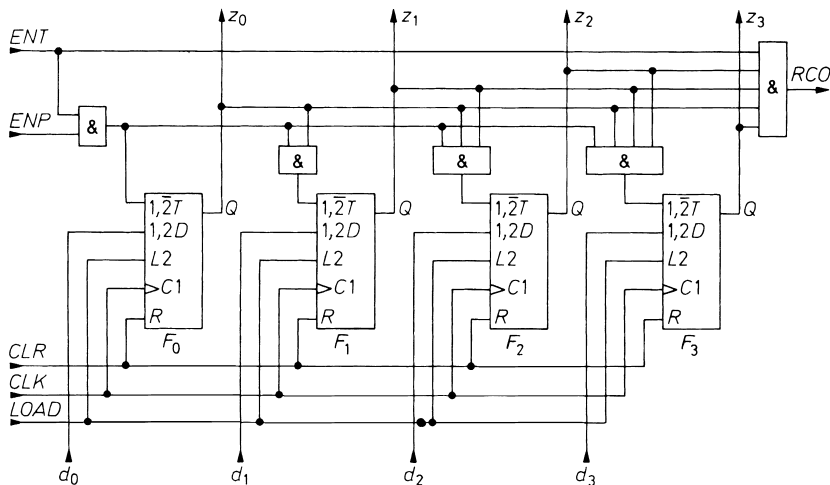 z₀ z₁ z₂ z₃
ENT
RCO
&
ENP
& & & &
1,2̅T Q 1,2̅T Q 1,2̅T Q 1,2̅T Q
1,2D 1,2D 1,2D 1,2D
L2 L2 L2 L2
C1 C1 C1 C1
R R R R
F₀ F₁ F₂ F₃
CLR
CLK
LOAD
d₀ d₁ d₂ d₃